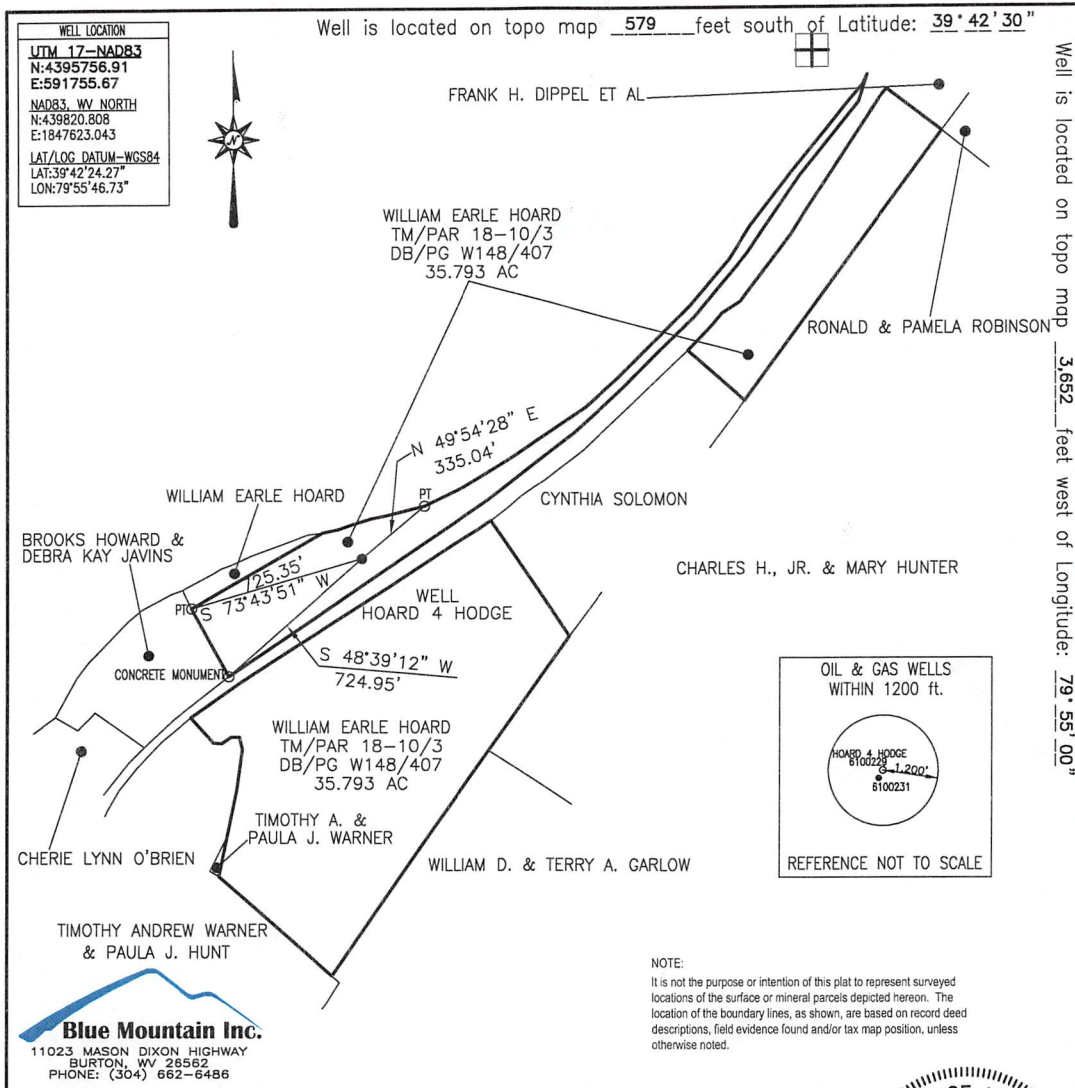 Well is located on topo map 579 feet south of Latitude: 39°42'30"
Well is located on topo map 3,652 feet west of Longitude: 79°55'00"
WELL LOCATION
UTM 17-NAD83
N:4395756.91
E:591755.67
NAD83, WV NORTH
N:439820.808
E:1847623.043
LAT/LOG DATUM-WGS84
LAT:39°42'24.27"
LON:79°55'46.73"
N
FRANK H. DIPPEL ET AL
WILLIAM EARLE HOARD
TM/PAR 18-10/3
DB/PG W148/407
35.793 AC
RONALD & PAMELA ROBINSON
N 49°54'28" E
335.04'
PT
WILLIAM EARLE HOARD
CYNTHIA SOLOMON
BROOKS HOWARD &
DEBRA KAY JAVINS
CHARLES H., JR. & MARY HUNTER
725.35'
S 73°43'51" W
PT
WELL
HOARD 4 HODGE
CONCRETE MONUMENT
S 48°39'12" W
724.95'
OIL & GAS WELLS
WITHIN 1200 ft.
HOARD 4 HODGE
6100229
1,200'
6100231
REFERENCE NOT TO SCALE
WILLIAM EARLE HOARD
TM/PAR 18-10/3
DB/PG W148/407
35.793 AC
TIMOTHY A. &
PAULA J. WARNER
CHERIE LYNN O'BRIEN
WILLIAM D. & TERRY A. GARLOW
TIMOTHY ANDREW WARNER
& PAULA J. HUNT
Blue Mountain Inc.
11023 MASON DIXON HIGHWAY
BURTON, WV 26562
PHONE: (304) 662-6486
NOTE:
It is not the purpose or intention of this plat to represent surveyed
locations of the surface or mineral parcels depicted hereon. The
location of the boundary lines, as shown, are based on record deed
descriptions, field evidence found and/or tax map position, unless
otherwise noted.